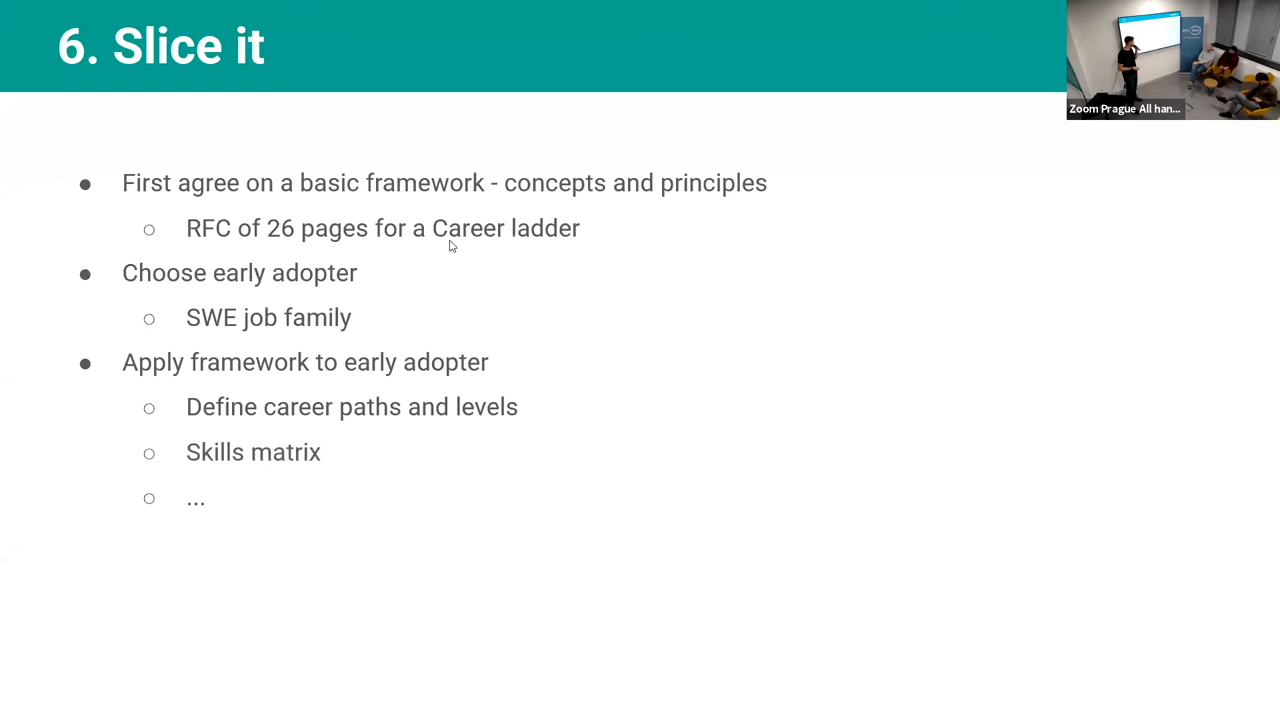 6. Slice it
Zoom Prague All han...
● First agree on a basic framework - concepts and principles
○ RFC of 26 pages for a Career ladder
● Choose early adopter
○ SWE job family
● Apply framework to early adopter
○ Define career paths and levels
○ Skills matrix
○ ...